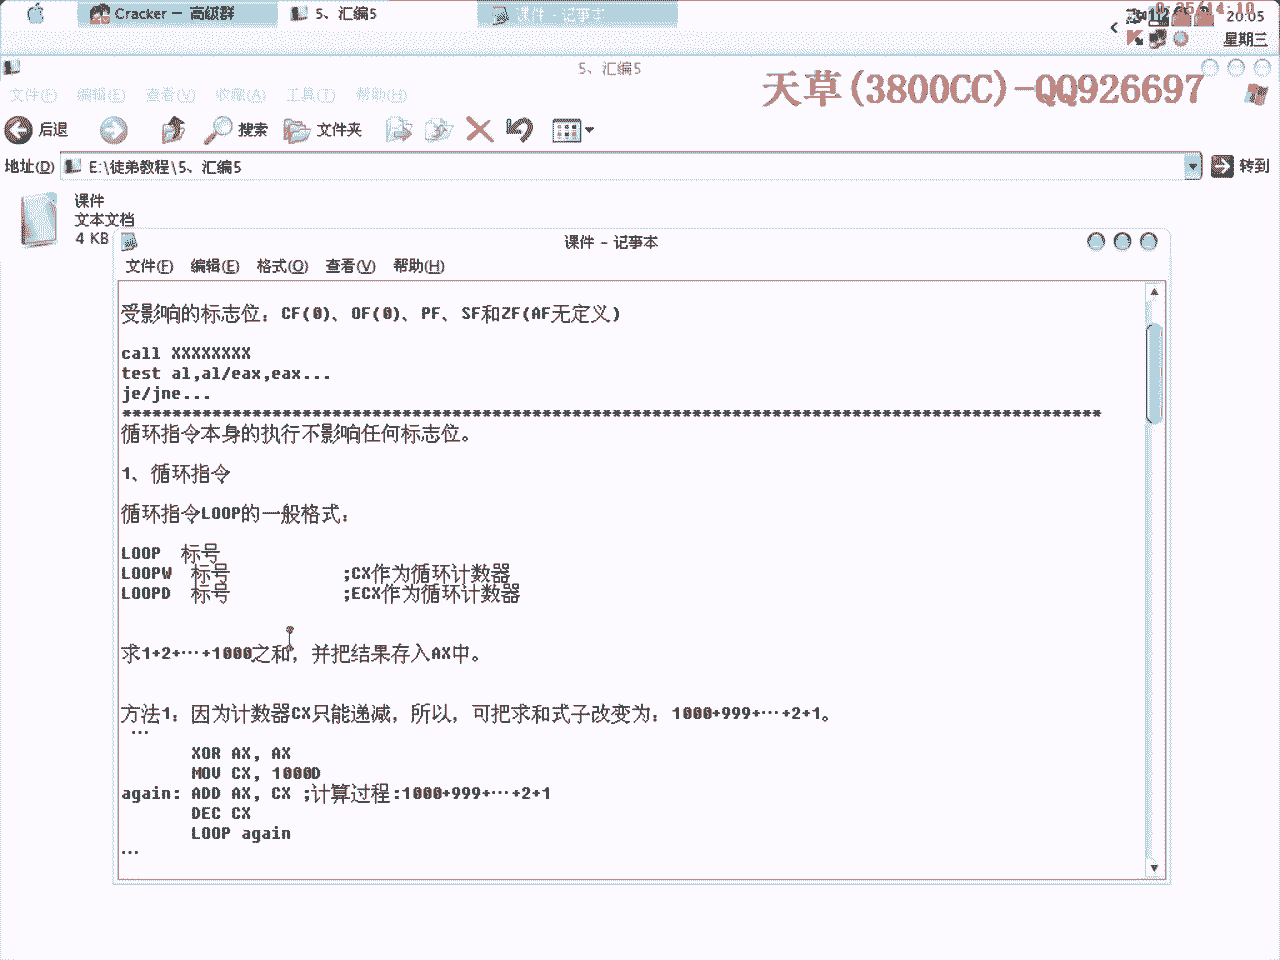 Cracker - 高级群
5、汇编5
课件 - 记事本
20:05
星期三
5、汇编5
天草(3800CC)-QQ926697
文件(F) 编辑(E) 查看(V) 收藏(A) 工具(T) 帮助(H)
后退 搜索 文件夹
地址(D) E:\徒弟教程\5、汇编5 转到
课件
文本文档
4 KB
课件 - 记事本
文件(F) 编辑(E) 格式(O) 查看(V) 帮助(H)
受影响的标志位：CF(0)、OF(0)、PF、SF和ZF(AF无定义)
call XXXXXXXX
test al,al/eax,eax...
je/jne...
**************************************************************************************************
循环指令本身的执行不影响任何标志位。
1、循环指令
循环指令LOOP的一般格式：
LOOP 标号
LOOPW 标号 ;CX作为循环计数器
LOOPD 标号 ;ECX作为循环计数器
求1+2+…+1000之和，并把结果存入AX中。
方法1：因为计数器CX只能递减，所以，可把求和式子改变为：1000+999+…+2+1。
…
XOR AX, AX
MOV CX, 1000D
again: ADD AX, CX ;计算过程:1000+999+…+2+1
DEC CX
LOOP again
…